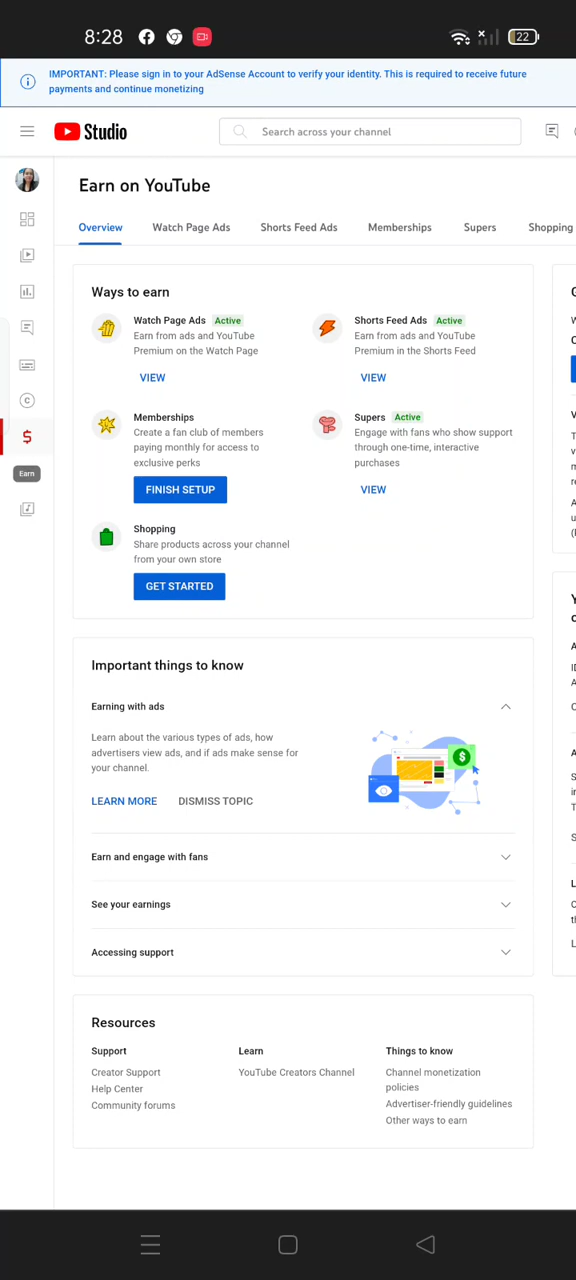 8:28
22
IMPORTANT: Please sign in to your AdSense Account to verify your identity. This is required to receive future
payments and continue monetizing
Studio
Search across your channel
Earn on YouTube
Overview
Watch Page Ads
Shorts Feed Ads
Memberships
Supers
Shopping
Ways to earn
Watch Page Ads Active
Earn from ads and YouTube
Premium on the Watch Page
VIEW
Shorts Feed Ads Active
Earn from ads and YouTube
Premium in the Shorts Feed
VIEW
Memberships
Create a fan club of members
paying monthly for access to
exclusive perks
FINISH SETUP
Supers Active
Engage with fans who show support
through one-time, interactive
purchases
VIEW
Shopping
Share products across your channel
from your own store
GET STARTED
Earn
Important things to know
Earning with ads
Learn about the various types of ads, how
advertisers view ads, and if ads make sense for
your channel.
LEARN MORE
DISMISS TOPIC
Earn and engage with fans
See your earnings
Accessing support
Resources
Support
Creator Support
Help Center
Community forums
Learn
YouTube Creators Channel
Things to know
Channel monetization
policies
Advertiser-friendly guidelines
Other ways to earn